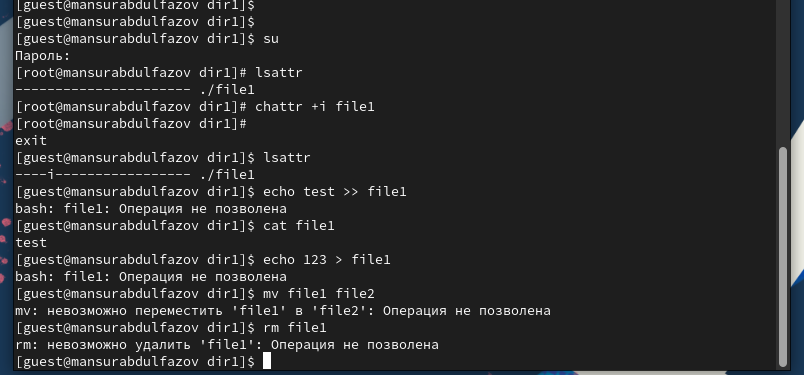 [guest@mansurabdulfazov dir1]$
[guest@mansurabdulfazov dir1]$
[guest@mansurabdulfazov dir1]$ su
Пароль:
[root@mansurabdulfazov dir1]# lsattr
---------------------- ./file1
[root@mansurabdulfazov dir1]# chattr +i file1
[root@mansurabdulfazov dir1]#
exit
[guest@mansurabdulfazov dir1]$ lsattr
----i----------------- ./file1
[guest@mansurabdulfazov dir1]$ echo test >> file1
bash: file1: Операция не позволена
[guest@mansurabdulfazov dir1]$ cat file1
test
[guest@mansurabdulfazov dir1]$ echo 123 > file1
bash: file1: Операция не позволена
[guest@mansurabdulfazov dir1]$ mv file1 file2
mv: невозможно переместить 'file1' в 'file2': Операция не позволена
[guest@mansurabdulfazov dir1]$ rm file1
rm: невозможно удалить 'file1': Операция не позволена
[guest@mansurabdulfazov dir1]$